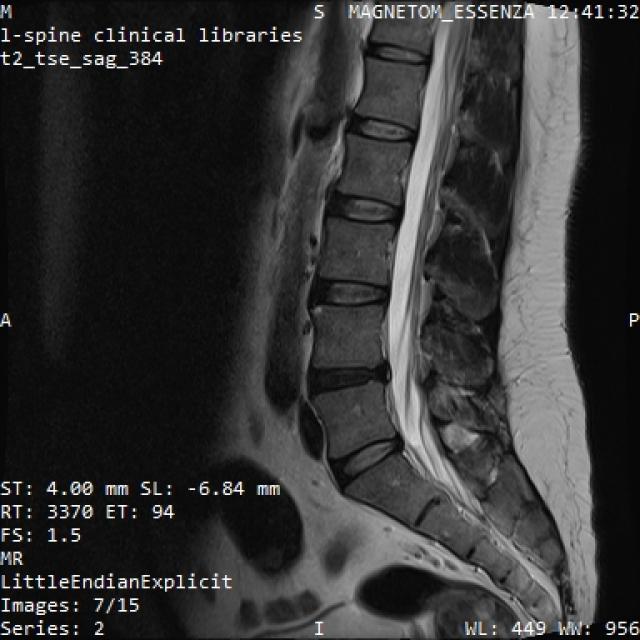 M S MAGNETOM_ESSENZA 12:41:32
l-spine clinical libraries
t2_tse_sag_384
A P
ST: 4.00 mm SL: -6.84 mm
RT: 3370 ET: 94
FS: 1.5
MR
LittleEndianExplicit
Images: 7/15
Series: 2 I WL: 449 WW: 956